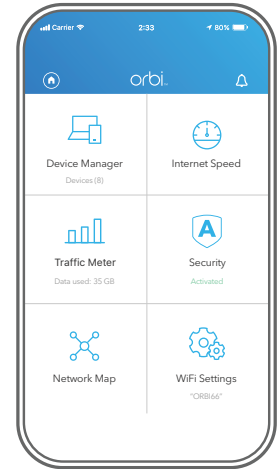 Carrier 2:33 80%
orbi™
Device Manager Internet Speed
Devices (8)
A
Traffic Meter Security
Data used: 35 GB Activated
Network Map WiFi Settings
"ORBI66"